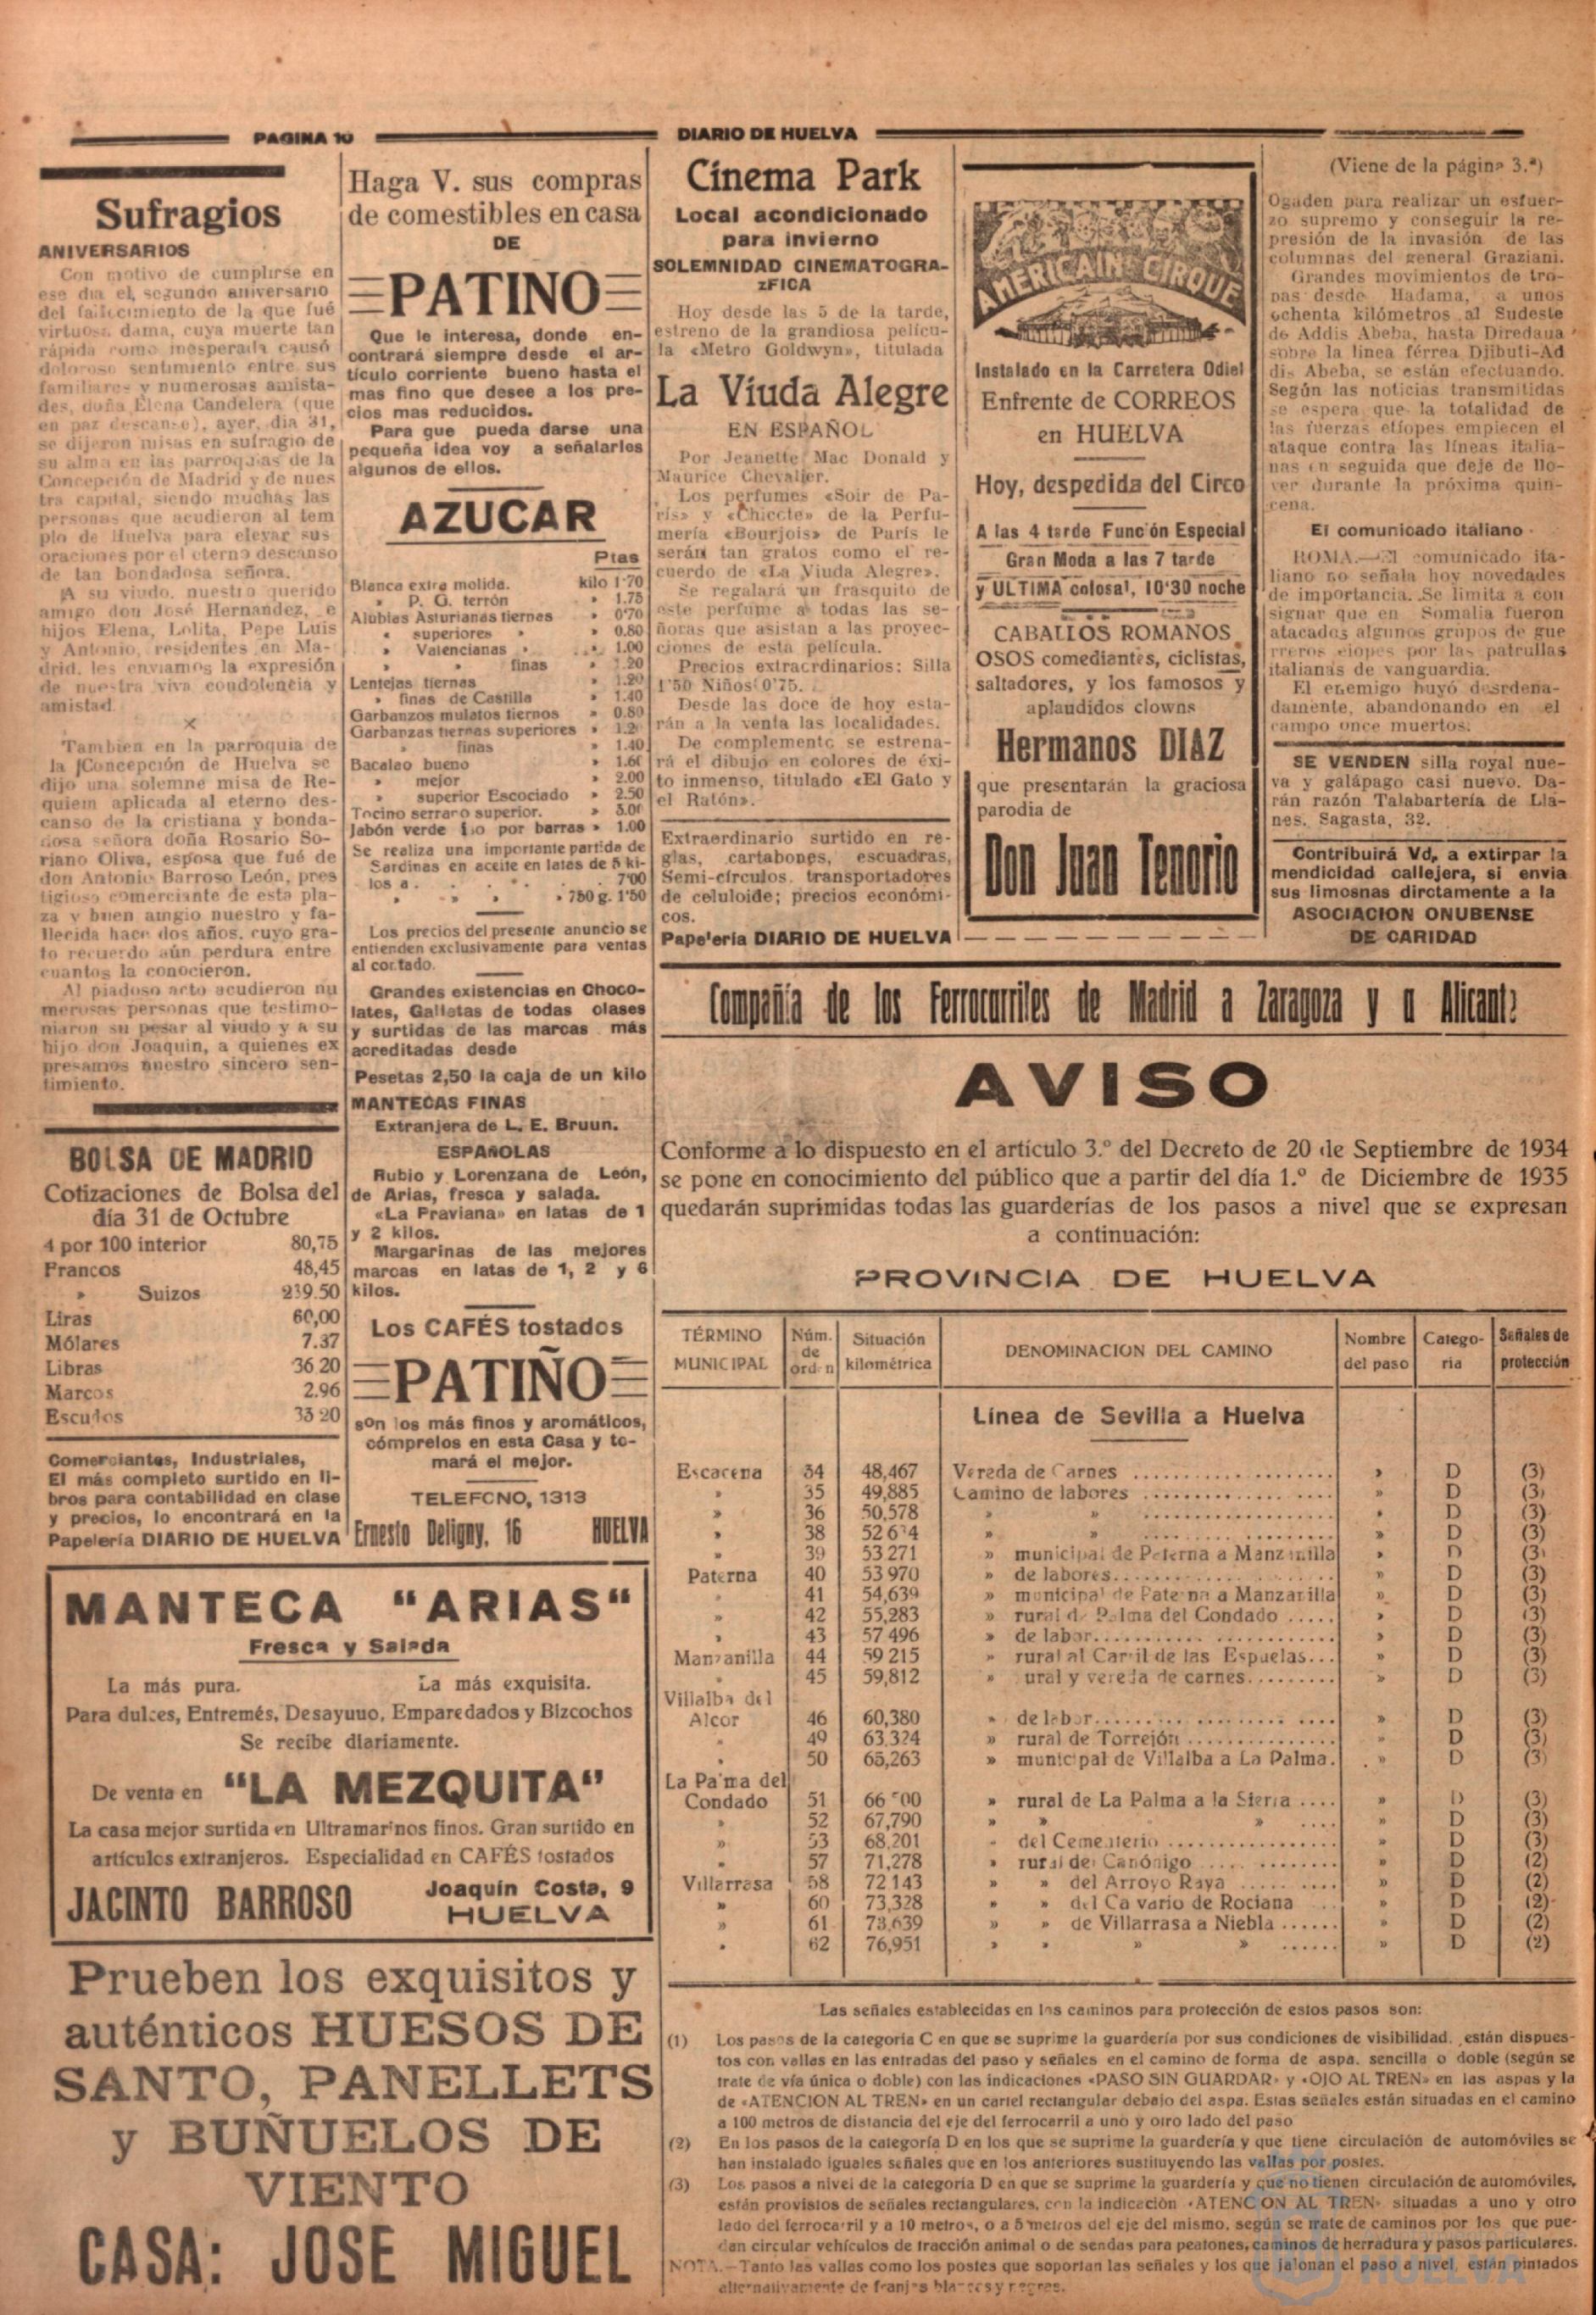 PAGINA 10
DIARIO DE HUELVA
Sufragios
ANIVERSARIOS
Con motivo de cumplirse en
ese dia el segundo aniversario
del fallecimiento de la que fué
virtuosa dama, cuya muerte tan
rápida como inesperada causó
doloroso sentimiento entre sus
familiares y numerosas amista-
des, doña Elena Candelera (que
en paz descanse), ayer, dia 31,
se dijeron misas en sufragio de
su alma en las parroquias de la
Concepción de Madrid y de nues
tra capital, siendo muchas las
personas que acudieron al tem
plo de Huelva para elevar sus
oraciones por el eterno descanso
de tan bondadosa señora.
A su viudo, nuestro querido
amigo don José Hernandez, e
hijos Elena, Lolita, Pepe Luis
y Antonio, residentes en Ma-
drid, les enviamos la expresión
de nuestra viva condolencia y
amistad.
×
Tambien en la parroquia de
la Concepción de Huelva se
dijo una solemne misa de Re-
quiem aplicada al eterno des-
canso de la cristiana y bonda-
dosa señora doña Rosario So-
riano Oliva, esposa que fué de
don Antonio Barroso León, pres
tigioso comerciante de esta pla-
za y buen amgio nuestro y fa-
llecida hace dos años, cuyo gra-
to recuerdo aún perdura entre
cuantos la conocieron.
Al piadoso acto acudieron nu
merosas personas que testimo-
niaron su pesar al viudo y a su
hijo don Joaquin, a quienes ex
presamos nuestro sincero sen-
timiento.
BOLSA DE MADRID
Cotizaciones de Bolsa del
día 31 de Octubre
4 por 100 interior 80,75
Francos 48,45
» Suizos 239.50
Liras 60,00
Mólares 7.37
Libras 36 20
Marcos 2.96
Escudos 33 20
Comerciantes, Industriales,
El más completo surtido en li-
bros para contabilidad en clase
y precios, lo encontrará en la
Papelería DIARIO DE HUELVA
Haga V. sus compras
de comestibles en casa
DE
PATINO
Que le interesa, donde en-
contrará siempre desde el ar-
tículo corriente bueno hasta el
mas fino que desee a los pre-
cios mas reducidos.
Para que pueda darse una
pequeña idea voy a señalarles
algunos de ellos.
AZUCAR
Ptas
Blanca extra molida. kilo 1'70
» P. G. terrón » 1.75
Alubias Asturianas tiernas » 0'70
« superiores » » 0.80
» Valencianas » 1.00
» » finas » 1.20
Lentejas tiernas » 1.20
» finas de Castilla » 1.40
Garbanzos mulatos tiernos » 0.80
Garbanzas tiernas superiores » 1.2
» finas » 1.40
Bacalao bueno » 1.60
» mejor » 2.00
» superior Escociado » 2.50
Tocino serrano superior. » 3.00
Jabón verde por barras » 1.00
Se realiza una importante partida de
Sardinas en aceite en latas de 5 ki-
los a . . . . 7'00
» » » 750 g. 1'50
Los precios del presente anuncio se
entienden exclusivamente para ventas
al contado.
Grandes existencias en Choco-
lates, Galletas de todas clases
y surtidas de las marcas más
acreditadas desde
Pesetas 2,50 la caja de un kilo
MANTECAS FINAS
Extranjera de L. E. Bruun.
ESPAÑOLAS
Rubio y Lorenzana de León,
de Arias, fresca y salada.
«La Praviana» en latas de 1
y 2 kilos.
Margarinas de las mejores
marcas en latas de 1, 2 y 6
kilos.
Los CAFÉS tostados
PATIÑO
son los más finos y aromáticos,
cómprelos en esta Casa y to-
mará el mejor.
TELEFONO, 1313
Ernesto Deligny, 16 HUELVA
MANTECA "ARIAS"
Fresca y Salada
La más pura. La más exquisita.
Para dulces, Entremés, Desayuuo, Emparedados y Bizcochos
Se recibe diariamente.
De venta en "LA MEZQUITA"
La casa mejor surtida en Ultramarinos finos. Gran surtido en
artículos extranjeros. Especialidad en CAFÉS tostados
JACINTO BARROSO
Joaquín Costa, 9
HUELVA
Prueben los exquisitos y
auténticos HUESOS DE
SANTO, PANELLETS
y BUÑUELOS DE
VIENTO
CASA: JOSE MIGUEL
Cinema Park
Local acondicionado
para invierno
SOLEMNIDAD CINEMATOGRA-
zFICA
Hoy desde las 5 de la tarde,
estreno de la grandiosa pelícu-
la «Metro Goldwyn», titulada
La Viuda Alegre
EN ESPAÑOL
Por Jeanette Mac Donald y
Maurice Chevalier.
Los perfumes «Soir de Pa-
rís» y «Chiccte» de la Perfu-
mería «Bourjois» de París le
serán tan gratos como el re-
cuerdo de «La Viuda Alegre».
Se regalará un frasquito de
este perfume a todas las se-
ñoras que asistan a las proyec-
ciones de esta película.
Precios extraordinarios: Silla
1'50 Niños 0'75.
Desde las doce de hoy esta-
rán a la venta las localidades.
De complemento se estrena-
rá el dibujo en colores de éxi-
to inmenso, titulado «El Gato y
el Ratón».
Extraordinario surtido en re-
glas, cartabones, escuadras,
Semi-círculos, transportadores
de celuloide; precios económi-
cos.
Papelería DIARIO DE HUELVA
AMERICAIN CIRQUE
Instalado en la Carretera Odiel
Enfrente de CORREOS
en HUELVA
Hoy, despedida del Circo
A las 4 tarde Función Especial
Gran Moda a las 7 tarde
y ULTIMA colosal, 10'30 noche
CABALLOS ROMANOS
OSOS comediantes, ciclistas,
saltadores, y los famosos y
aplaudidos clowns
Hermanos DIAZ
que presentarán la graciosa
parodia de
Don Juan Tenorio
(Viene de la página 3.ª)
Ogaden para realizar un esfuer-
zo supremo y conseguir la re-
presión de la invasión de las
columnas del general Graziani.
Grandes movimientos de tro-
pas desde Hadama, a unos
ochenta kilómetros al Sudeste
de Addis Abeba, hasta Diredaua
sobre la linea férrea Djibuti-Ad
dis Abeba, se están efectuando.
Según las noticias transmitidas
se espera que la totalidad de
las fuerzas etíopes empiecen el
ataque contra las líneas italia-
nas en seguida que deje de llo-
ver durante la próxima quin-
cena.
El comunicado italiano
ROMA.—El comunicado ita-
liano no señala hoy novedades
de importancia. Se limita a con
signar que en Somalia fueron
atacados algunos grupos de gue
rreros etopes por las patrullas
italianas de vanguardia.
El enemigo huyó desrdena-
damente, abandonando en el
campo once muertos.
SE VENDEN silla royal nue-
va y galápago casi nuevo. Da-
rán razón Talabartería de Lla-
nes. Sagasta, 32.
Contribuirá Vd, a extirpar la
mendicidad callejera, si envia
sus limosnas dirctamente a la
ASOCIACION ONUBENSE
DE CARIDAD
Compañía de los Ferrocarriles de Madrid a Zaragoza y a Alicante
AVISO
Conforme a lo dispuesto en el artículo 3.º del Decreto de 20 de Septiembre de 1934
se pone en conocimiento del público que a partir del día 1.º de Diciembre de 1935
quedarán suprimidas todas las guarderías de los pasos a nivel que se expresan
a continuación:
PROVINCIA DE HUELVA
TÉRMINO MUNICIPAL Núm. de orden Situación kilométrica DENOMINACION DEL CAMINO Nombre del paso Catego- ria Señales de protección
Línea de Sevilla a Huelva
Escacena 34 48,467 Vereda de Carnes » D (3)
» 35 49,885 Camino de labores » D (3)
» 36 50,578 » » » D (3)
» 38 52 674 » » » D (3)
» 39 53 271 » municipal de Paterna a Manzanilla » D (3)
Paterna 40 53 970 » de labores » D (3)
» 41 54,639 » municipal de Paterna a Manzanilla » D (3)
» 42 55,283 » rural de Palma del Condado » D (3)
» 43 57 496 » de labor » D (3)
Manzanilla 44 59 215 » rural al Carril de las Espuelas » D (3)
» 45 59,812 » ural y vereda de carnes » D (3)
Villalba del
Alcor 46 60,380 » de labor » D (3)
» 49 63,324 » rural de Torrejón » D (3)
» 50 65,263 » municipal de Villalba a La Palma. » D (3)
La Palma del
Condado 51 66 500 » rural de La Palma a la Sierra » D (3)
» 52 67,790 » » » » D (3)
» 53 68,201 » del Cementerio » D (3)
» 57 71,278 » rural del Canónigo » D (2)
Villarrasa 58 72 143 » » del Arroyo Raya » D (2)
» 60 73,328 » » del Calvario de Rociana » D (2)
» 61 73,639 » » de Villarrasa a Niebla » D (2)
» 62 76,951 » » » » » D (2)
Las señales establecidas en los caminos para protección de estos pasos son:
(1) Los pasos de la categoría C en que se suprime la guardería por sus condiciones de visibilidad, están dispues-
tos con vallas en las entradas del paso y señales en el camino de forma de aspa, sencilla o doble (según se
trate de vía única o doble) con las indicaciones «PASO SIN GUARDAR» y «OJO AL TREN» en las aspas y la
de «ATENCION AL TREN» en un cartel rectangular debajo del aspa. Estas señales están situadas en el camino
a 100 metros de distancia del eje del ferrocarril a uno y otro lado del paso
(2) En los pasos de la categoría D en los que se suprime la guardería y que tiene circulación de automóviles se
han instalado iguales señales que en los anteriores sustituyendo las vallas por postes.
(3) Los pasos a nivel de la categoría D en que se suprime la guardería y que no tienen circulación de automóviles,
están provistos de señales rectangulares, con la indicación «ATENCION AL TREN» situadas a uno y otro
lado del ferrocarril y a 10 metros, o a 5 metros del eje del mismo, según se trate de caminos por los que pue-
dan circular vehículos de tracción animal o de sendas para peatones, caminos de herradura y pasos particulares.
NOTA.—Tanto las vallas como los postes que soportan las señales y los que jalonan el paso a nivel, están pintados
alternativamente de franjas blancas y negras.
HUELVA